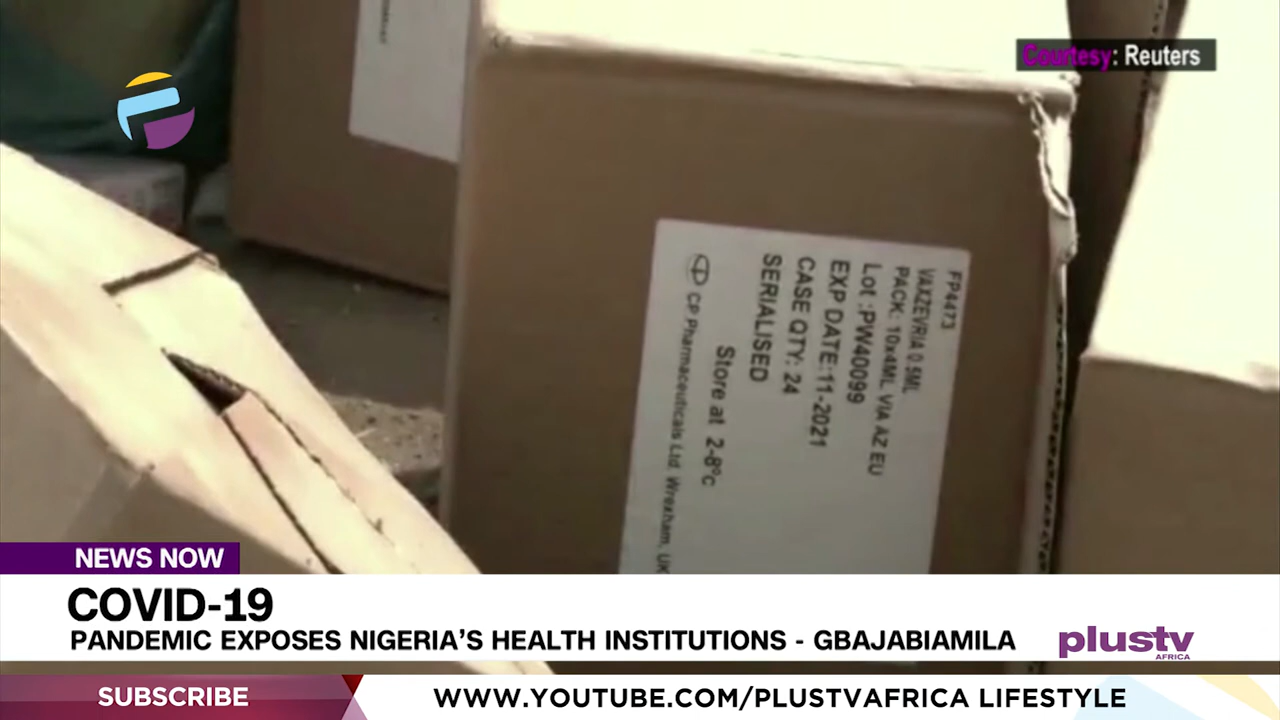 Courtesy: Reuters
FP4473
VAXZEVRIA 0.5ML
PACK: 10x4ML VIA AZ EU
Lot :PW40099
EXP DATE:11-2021
CASE QTY: 24
SERIALISED
Store at 2-8°c
CP Pharmaceuticals Ltd. Wrexham, UK
NEWS NOW
COVID-19
PANDEMIC EXPOSES NIGERIA'S HEALTH INSTITUTIONS - GBAJABIAMILA
plustv
AFRICA
SUBSCRIBE
WWW.YOUTUBE.COM/PLUSTVAFRICA LIFESTYLE